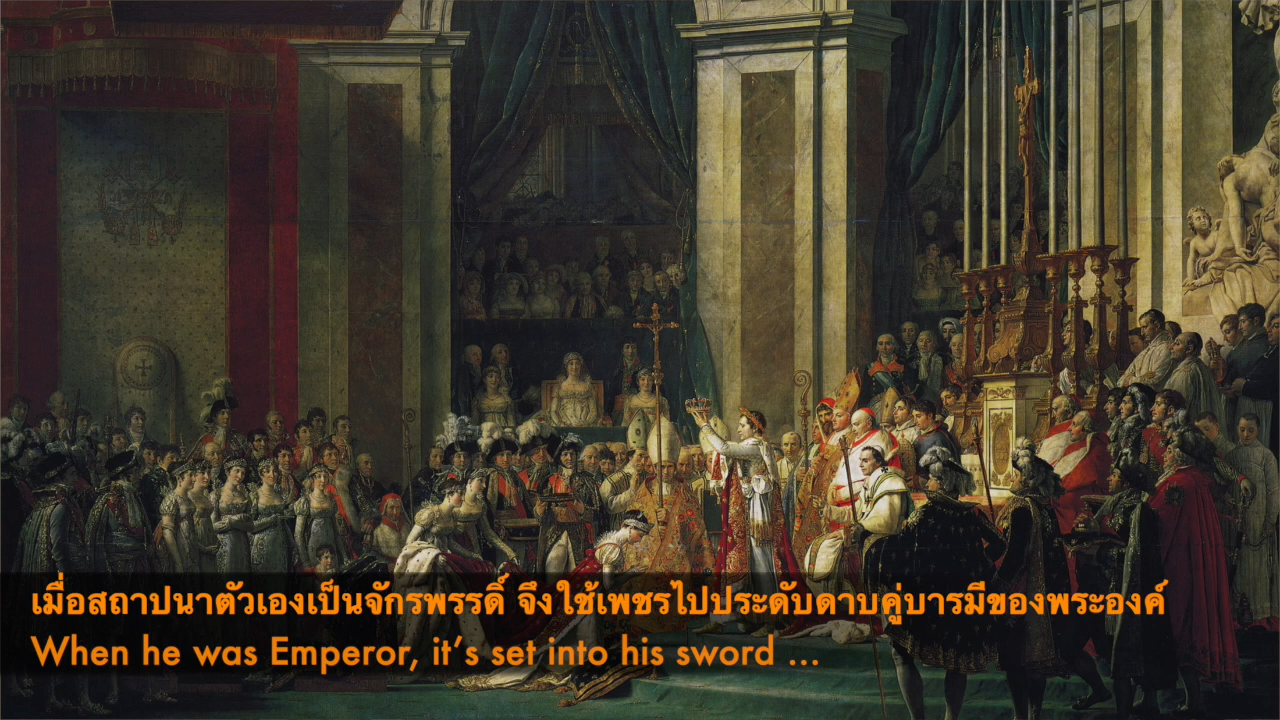 เมื่อสถาปนาตัวเองเป็นจักรพรรดิ์ จึงใช้เพชรไปประดับดาบคู่บารมีของพระองค์
When he was Emperor, it’s set into his sword ...